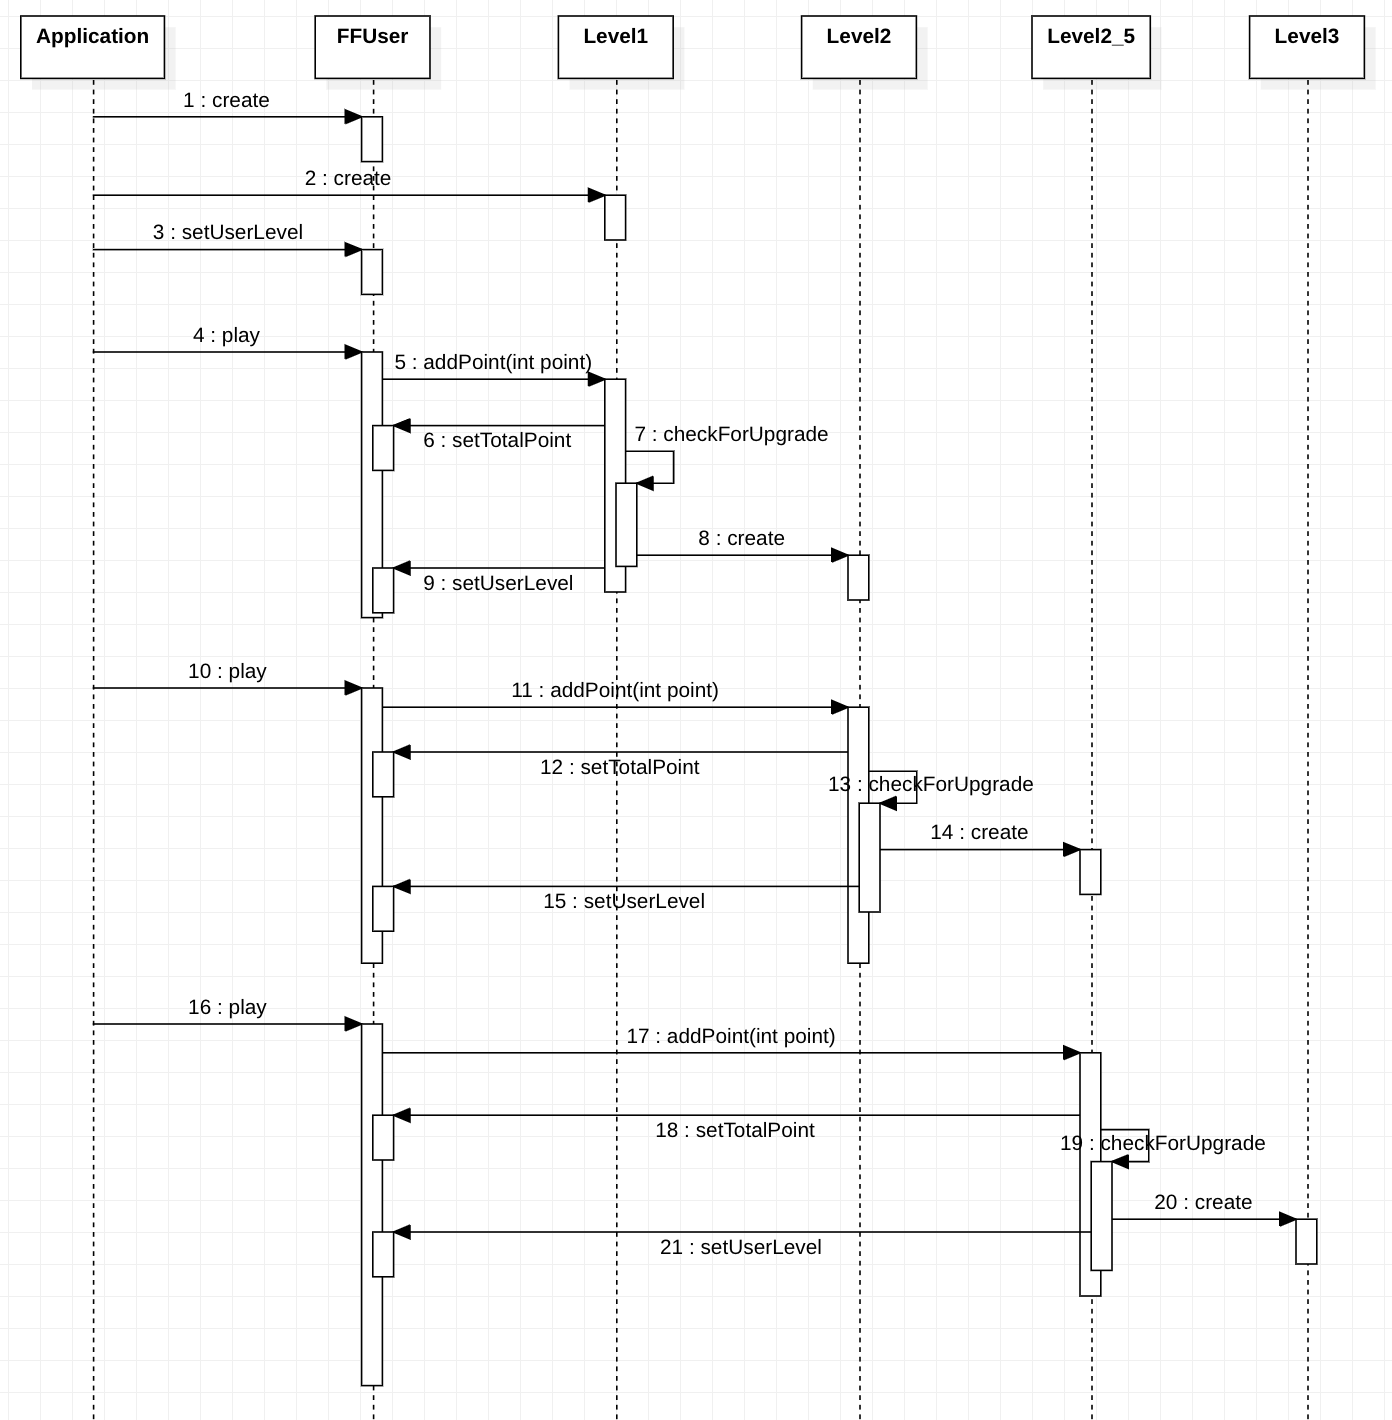 Application
FFUser
Level1
Level2
Level2_5
Level3
1 : create
2 : create
3 : setUserLevel
4 : play
5 : addPoint(int point)
6 : setTotalPoint
7 : checkForUpgrade
8 : create
9 : setUserLevel
10 : play
11 : addPoint(int point)
12 : setTotalPoint
13 : checkForUpgrade
14 : create
15 : setUserLevel
16 : play
17 : addPoint(int point)
18 : setTotalPoint
19 : checkForUpgrade
20 : create
21 : setUserLevel